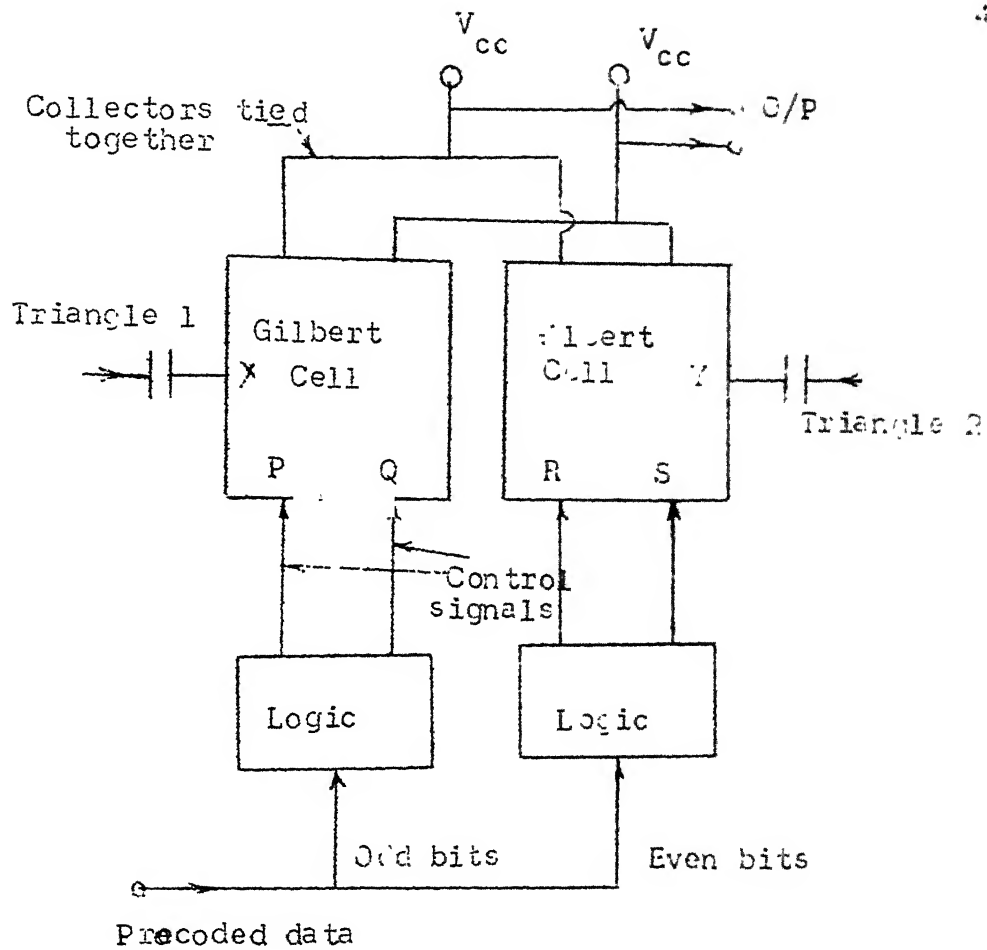 Vcc
Vcc
Collectors tied
together
O/P
Triangle 1
Gilbert
Cell
X
Cell
Y
Triangle 2
P
Q
R
S
Control
signals
Logic
Logic
Odd bits
Even bits
Precoded data